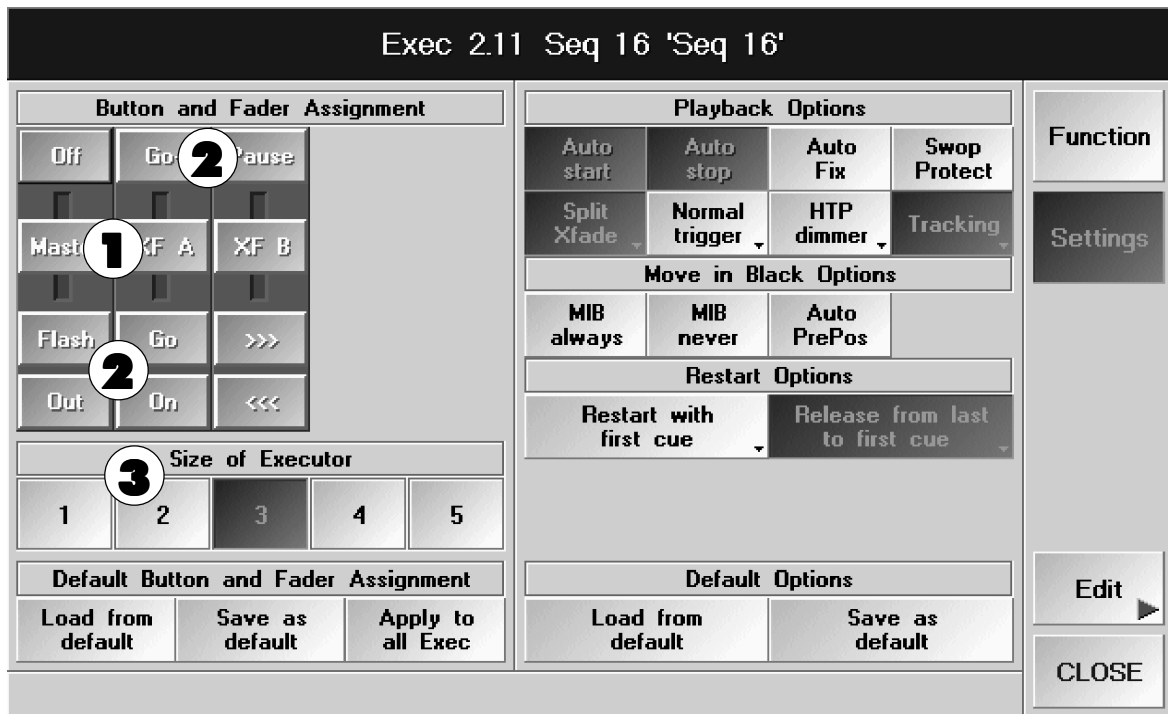 Exec 2.11 Seq 16 'Seq 16'
Button and Fader Assignment
Off Go 2 Pause
Mast 1 XF A XF B
Flash Go >>>
2
Out On <<<
Size of Executor
3
1 2 3 4 5
Default Button and Fader Assignment
Load from default
Save as default
Apply to all Exec
Playback Options
Auto start
Auto stop
Auto Fix
Swop Protect
Split Xfade
Normal trigger
HTP dimmer
Tracking
Move in Black Options
MIB always
MIB never
Auto PrePos
Restart Options
Restart with first cue
Release from last to first cue
Default Options
Load from default
Save as default
Function
Settings
Edit
CLOSE